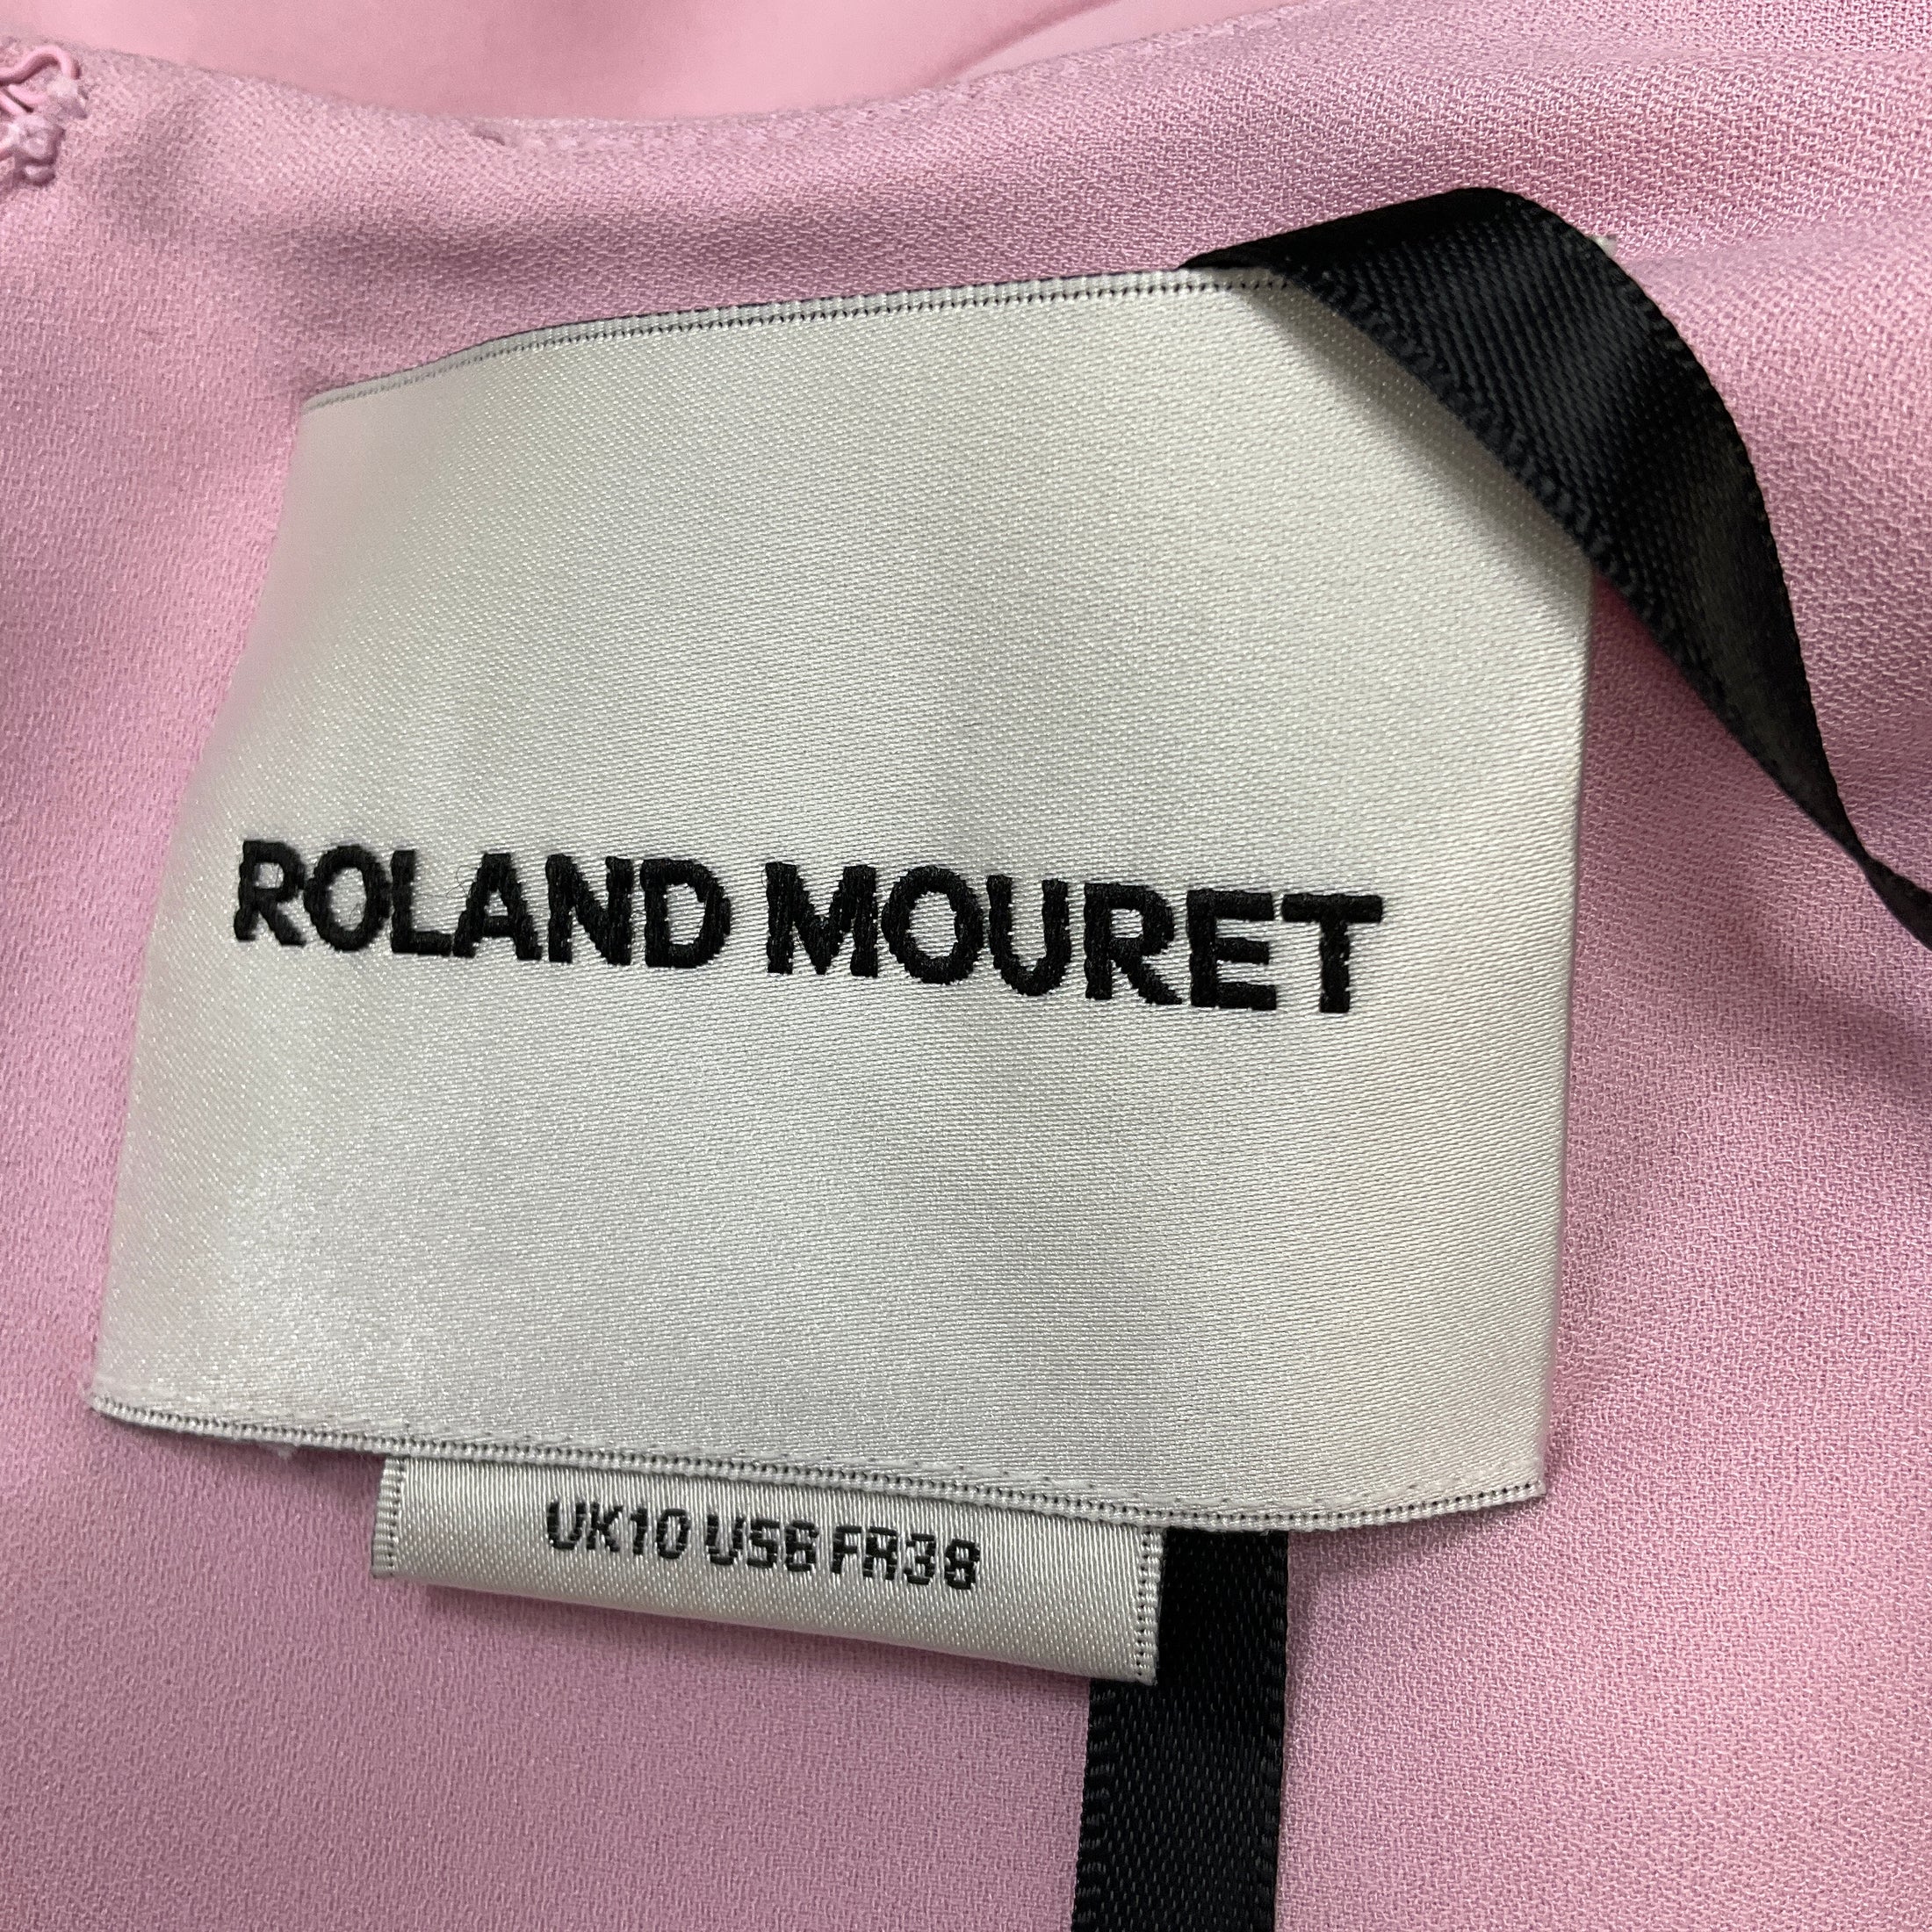 ROLAND MOURET
UK10 US6 FR38